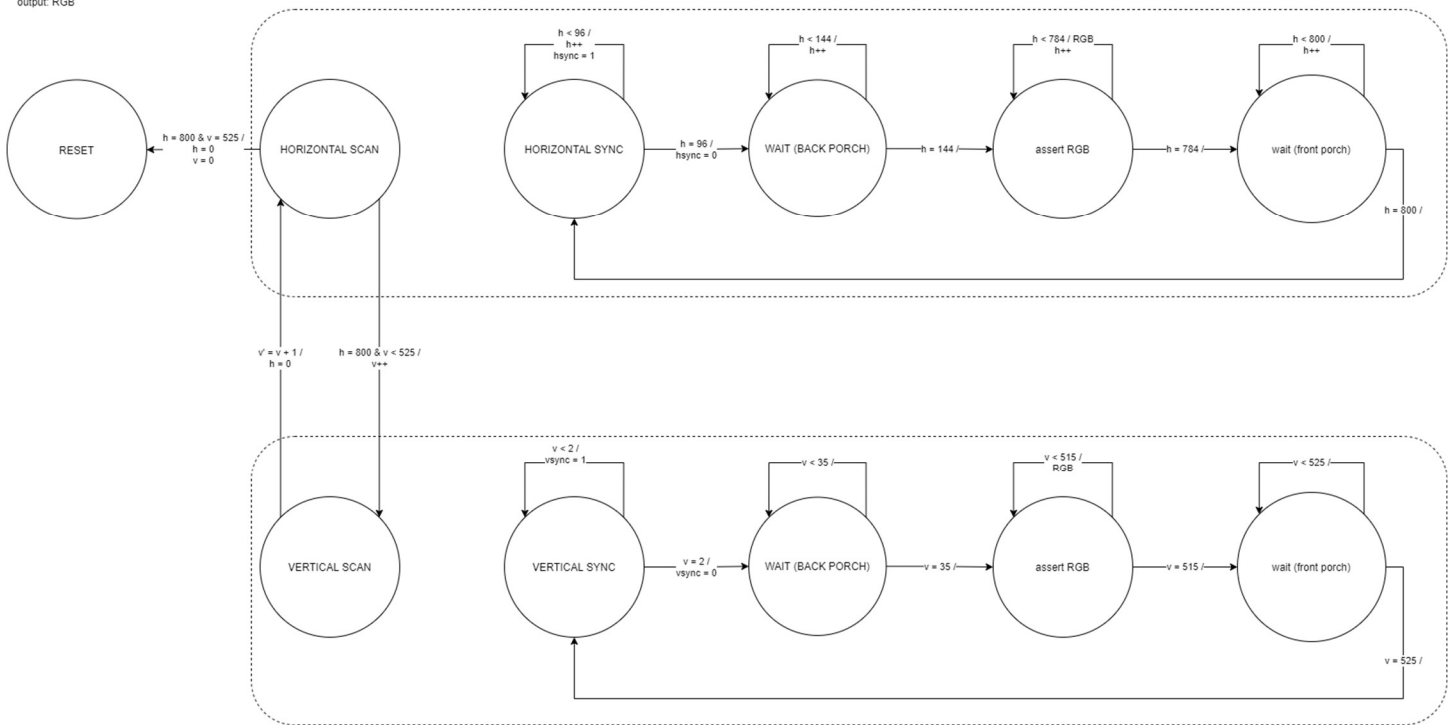 output: RGB
h < 96 /
h++
hsync = 1
h < 144 /
h++
h < 784 / RGB
h++
h < 800 /
h++
RESET
h = 800 & v = 525 /
h = 0
v = 0
HORIZONTAL SCAN
HORIZONTAL SYNC
h = 96 /
hsync = 0
WAIT (BACK PORCH)
h = 144 /
assert RGB
h = 784 /
wait (front porch)
h = 800 /
v' = v + 1 /
h = 0
h = 800 & v < 525 /
v++
v < 2 /
vsync = 1
v < 35 /
v < 515 /
RGB
v < 525 /
VERTICAL SCAN
VERTICAL SYNC
v = 2 /
vsync = 0
WAIT (BACK PORCH)
v = 35 /
assert RGB
v = 515 /
wait (front porch)
v = 525 /